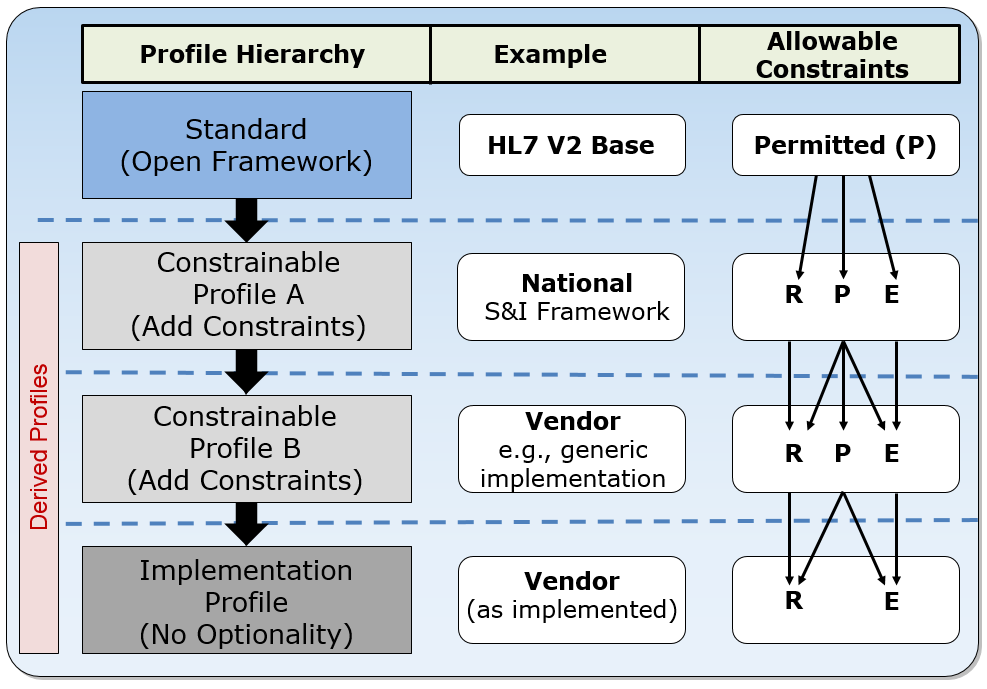 Profile Hierarchy
Example
Allowable
Constraints
Standard
(Open Framework)
HL7 V2 Base
Permitted (P)
Derived Profiles
Constrainable
Profile A
(Add Constraints)
National
S&I Framework
R P E
Constrainable
Profile B
(Add Constraints)
Vendor
e.g., generic
implementation
R P E
Implementation
Profile
(No Optionality)
Vendor
(as implemented)
R E